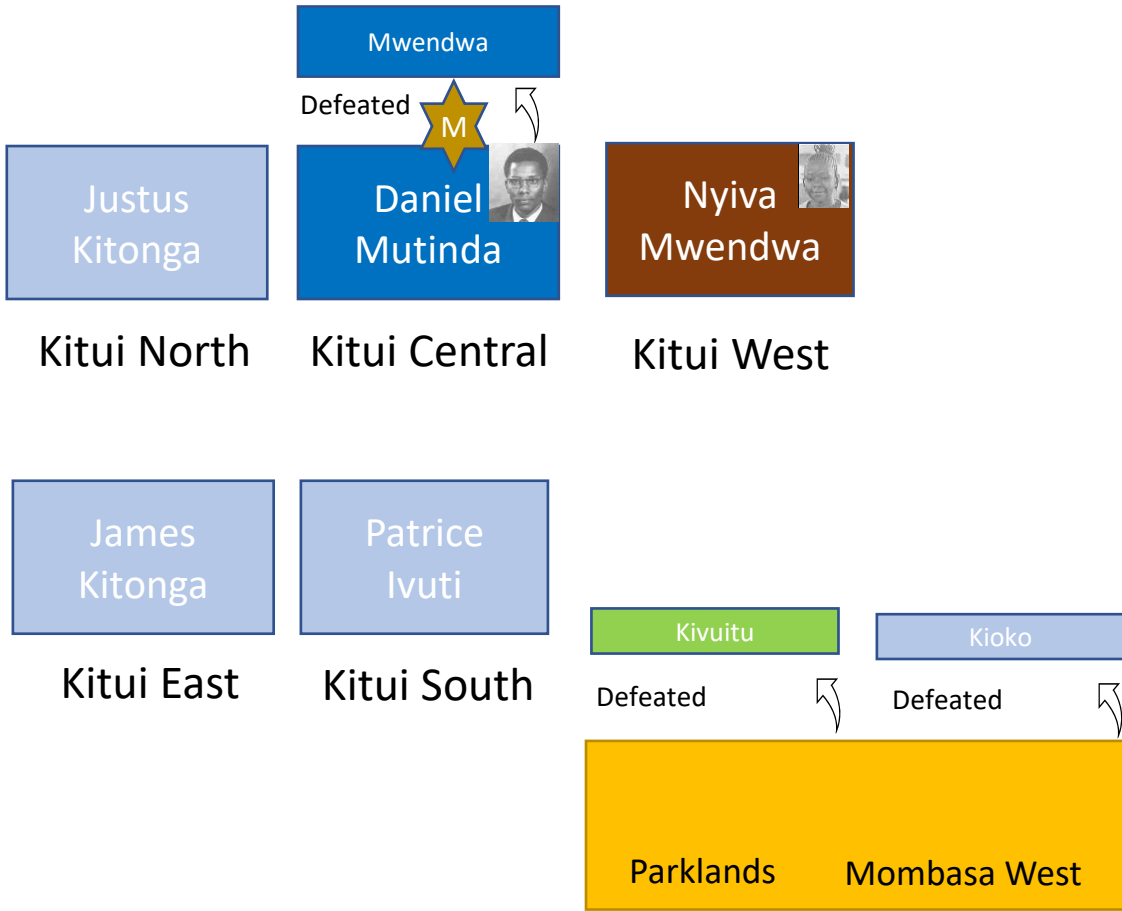 Mwendwa
Defeated
M
Justus
Kitonga
Daniel
Mutinda
Nyiva
Mwendwa
Kitui North
Kitui Central
Kitui West
James
Kitonga
Patrice
Ivuti
Kitui East
Kitui South
Kivuitu
Kioko
Defeated
Defeated
Parklands
Mombasa West